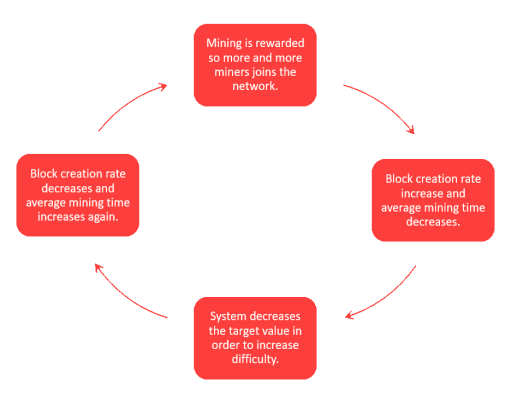 Mining is rewarded
so more and more
miners joins the
network.
Block creation rate
increase and
average mining time
decreases.
System decreases
the target value in
order to increase
difficulty.
Block creation rate
decreases and
average mining time
increases again.